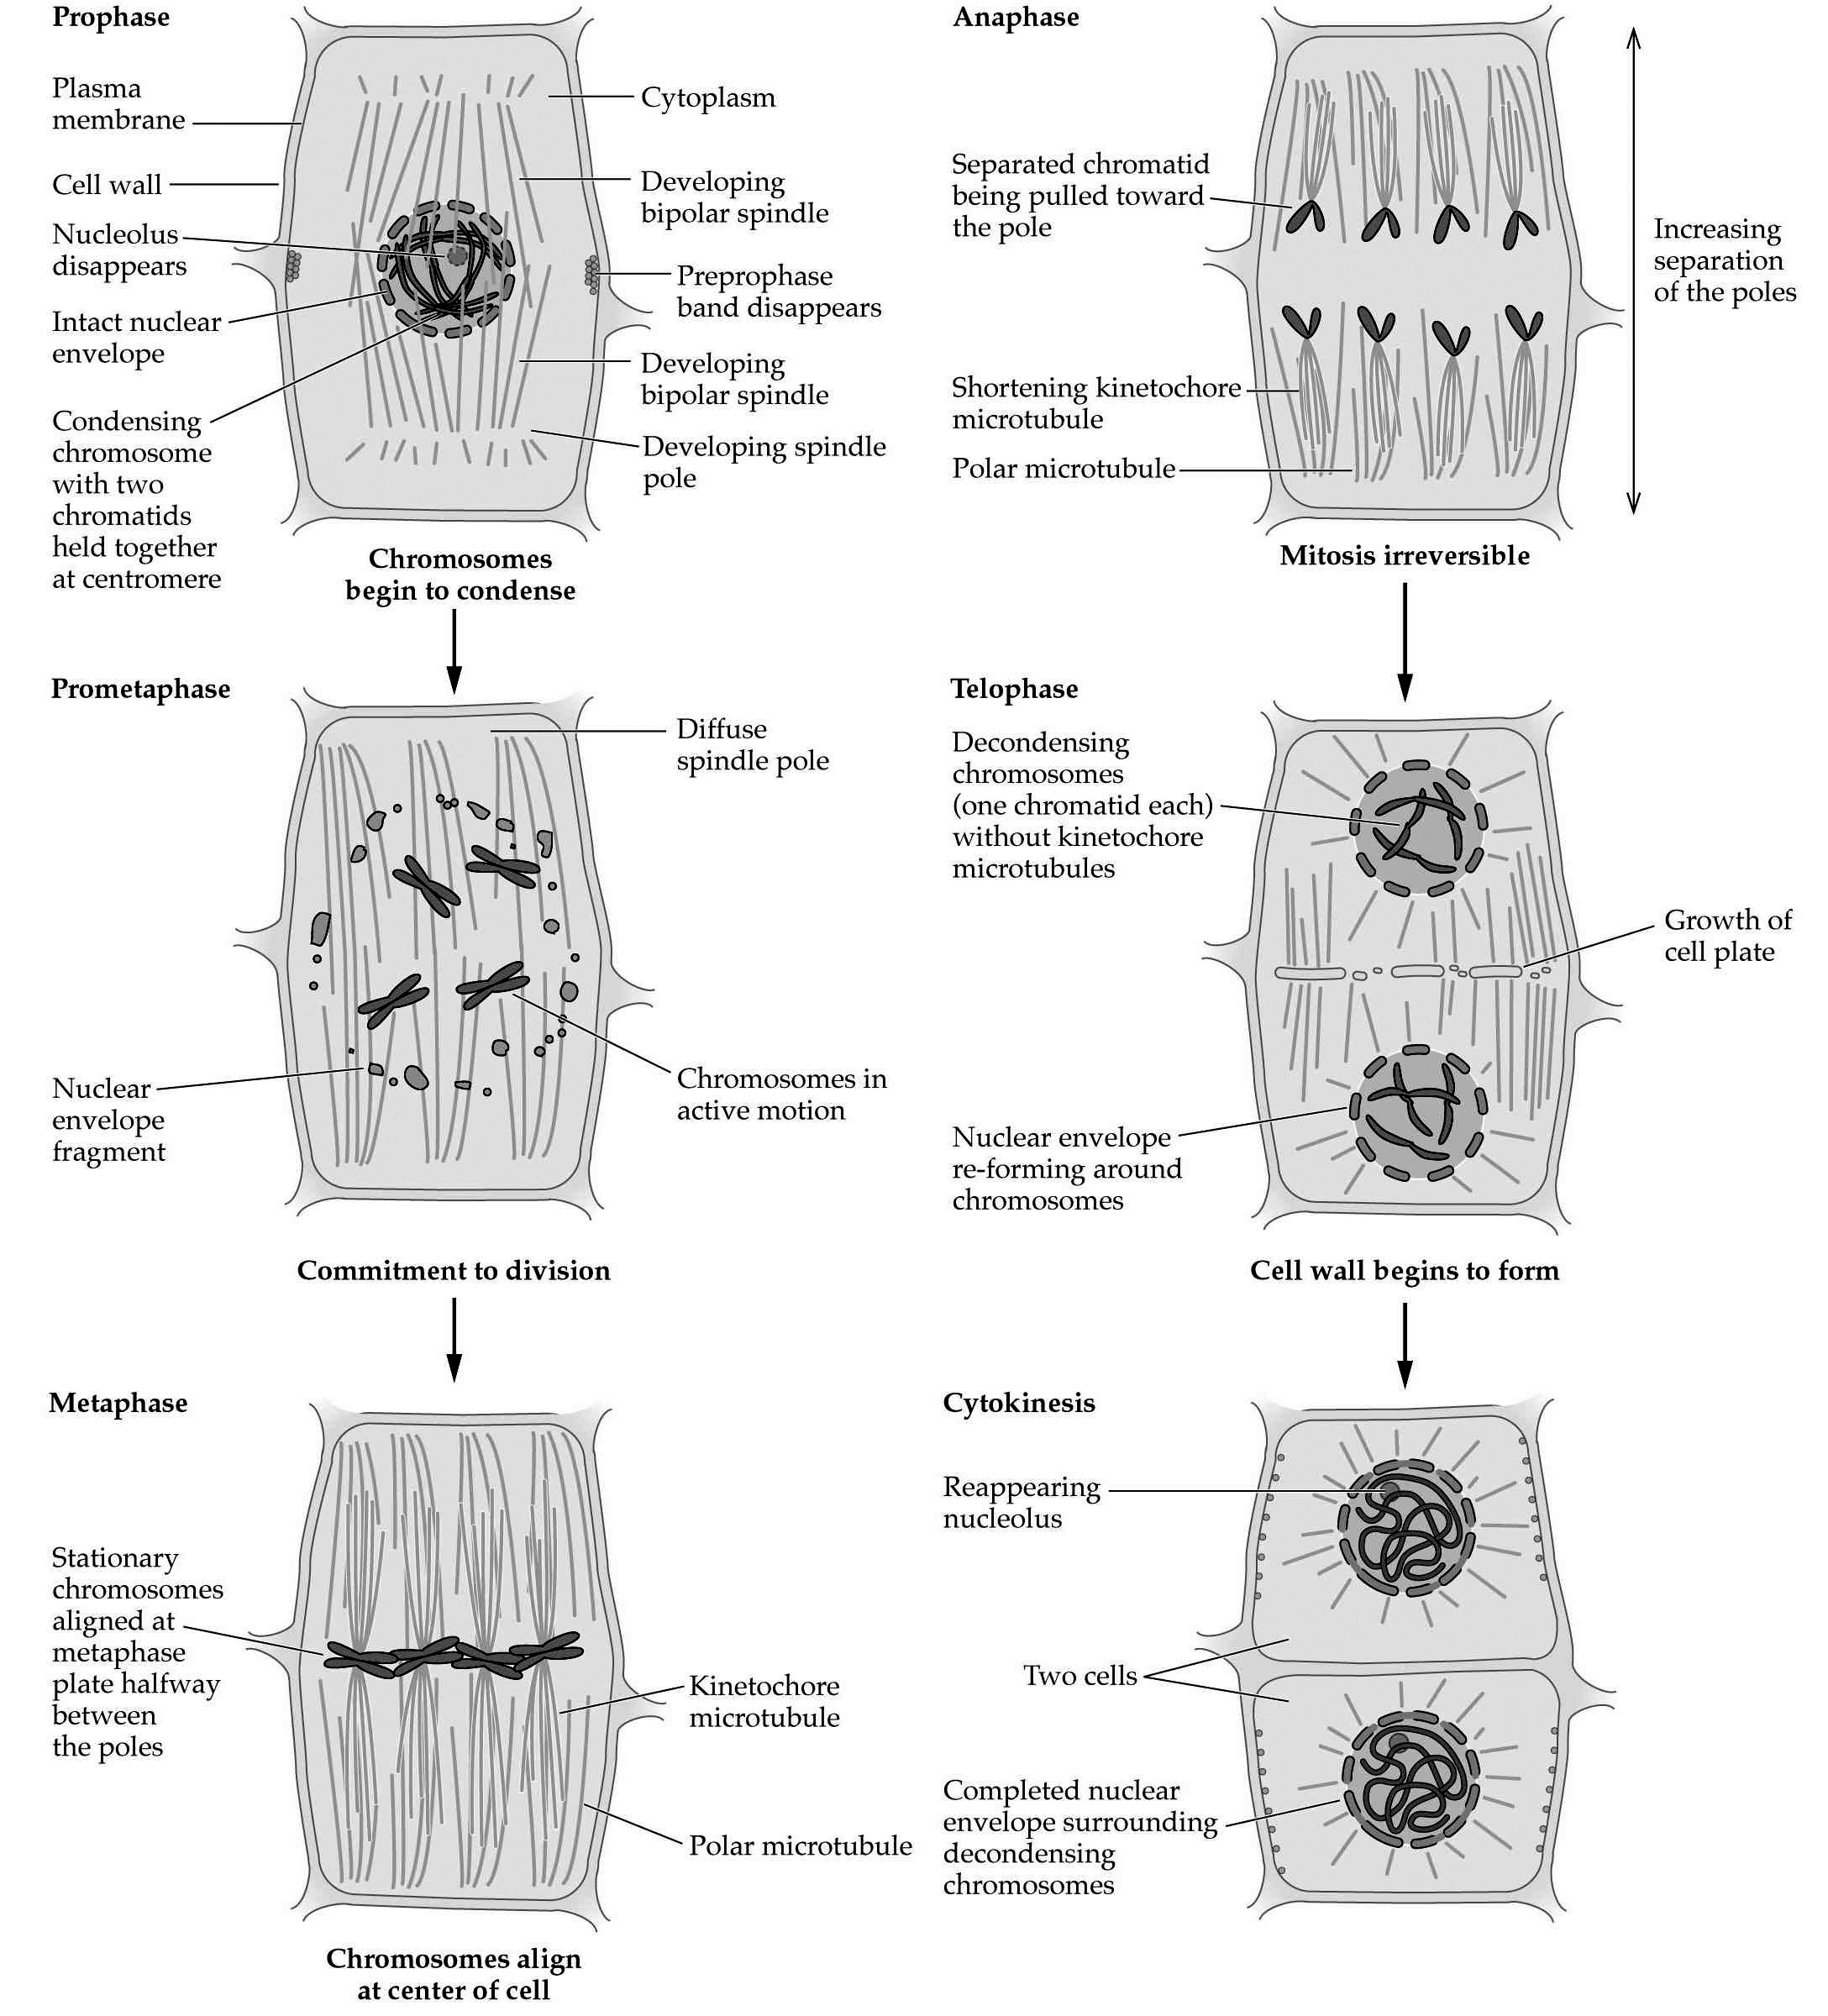 Prophase
Plasma
membrane
Cell wall
Nucleolus
disappears
Intact nuclear
envelope
Condensing
chromosome
with two
chromatids
held together
at centromere
Cytoplasm
Developing
bipolar spindle
Preprophase
band disappears
Developing
bipolar spindle
Developing spindle
pole
Chromosomes
begin to condense
Prometaphase
Diffuse
spindle pole
Nuclear
envelope
fragment
Chromosomes in
active motion
Commitment to division
Metaphase
Stationary
chromosomes
aligned at
metaphase
plate halfway
between
the poles
Kinetochore
microtubule
Polar microtubule
Chromosomes align
at center of cell
Anaphase
Separated chromatid
being pulled toward
the pole
Shortening kinetochore
microtubule
Polar microtubule
Increasing
separation
of the poles
Mitosis irreversible
Telophase
Decondensing
chromosomes
(one chromatid each)
without kinetochore
microtubules
Growth of
cell plate
Nuclear envelope
re-forming around
chromosomes
Cell wall begins to form
Cytokinesis
Reappearing
nucleolus
Two cells
Completed nuclear
envelope surrounding
decondensing
chromosomes